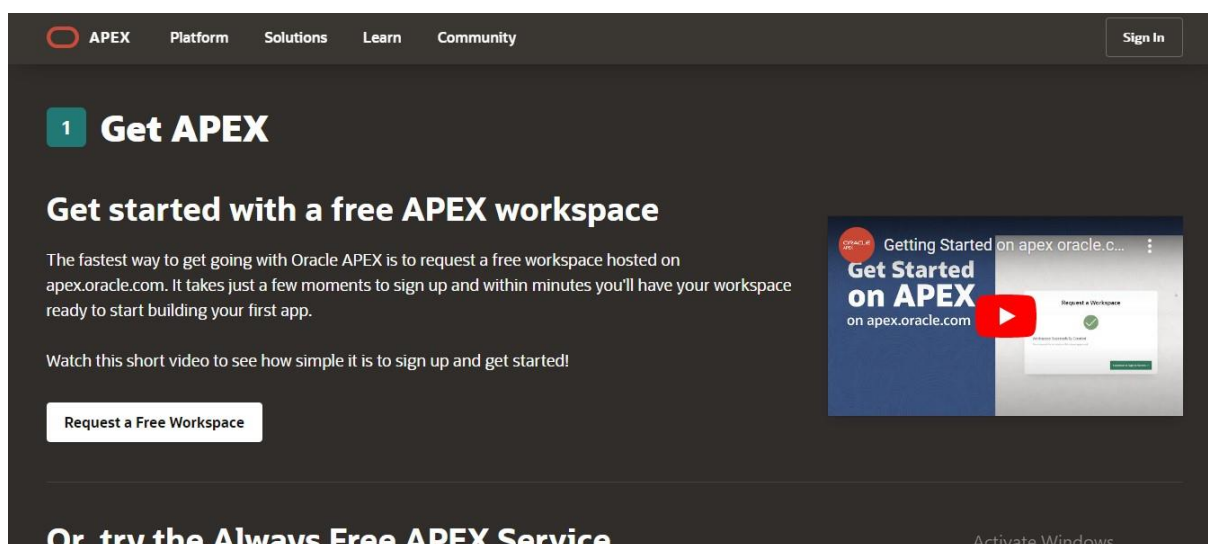 APEX Platform Solutions Learn Community Sign In
1 Get APEX
Get started with a free APEX workspace
The fastest way to get going with Oracle APEX is to request a free workspace hosted on
apex.oracle.com. It takes just a few moments to sign up and within minutes you'll have your workspace
ready to start building your first app.
Watch this short video to see how simple it is to sign up and get started!
Request a Free Workspace
ORACLE
APEX
Getting Started on apex oracle.c...
Get Started
on APEX
on apex.oracle.com
Request a Workspace
Or, try the Always Free APEX Service
Activate Windows